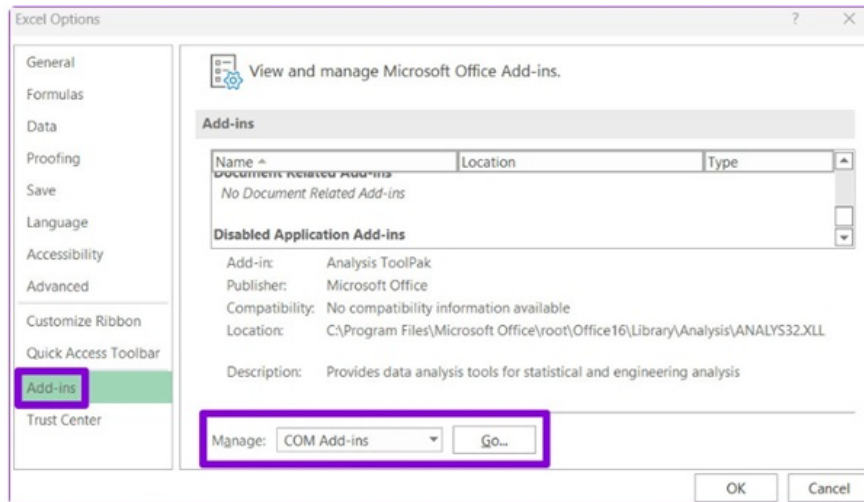 Excel Options
?
General
Formulas
Data
Proofing
Save
Language
Accessibility
Advanced
Customize Ribbon
Quick Access Toolbar
Add-ins
Trust Center
View and manage Microsoft Office Add-ins.
Add-ins
Name Location Type
Document Related Add-ins
No Document Related Add-ins
Disabled Application Add-ins
Add-in: Analysis ToolPak
Publisher: Microsoft Office
Compatibility: No compatibility information available
Location: C:\Program Files\Microsoft Office\root\Office16\Library\Analysis\ANALYS32.XLL
Description: Provides data analysis tools for statistical and engineering analysis
Manage: COM Add-ins Go...
OK Cancel